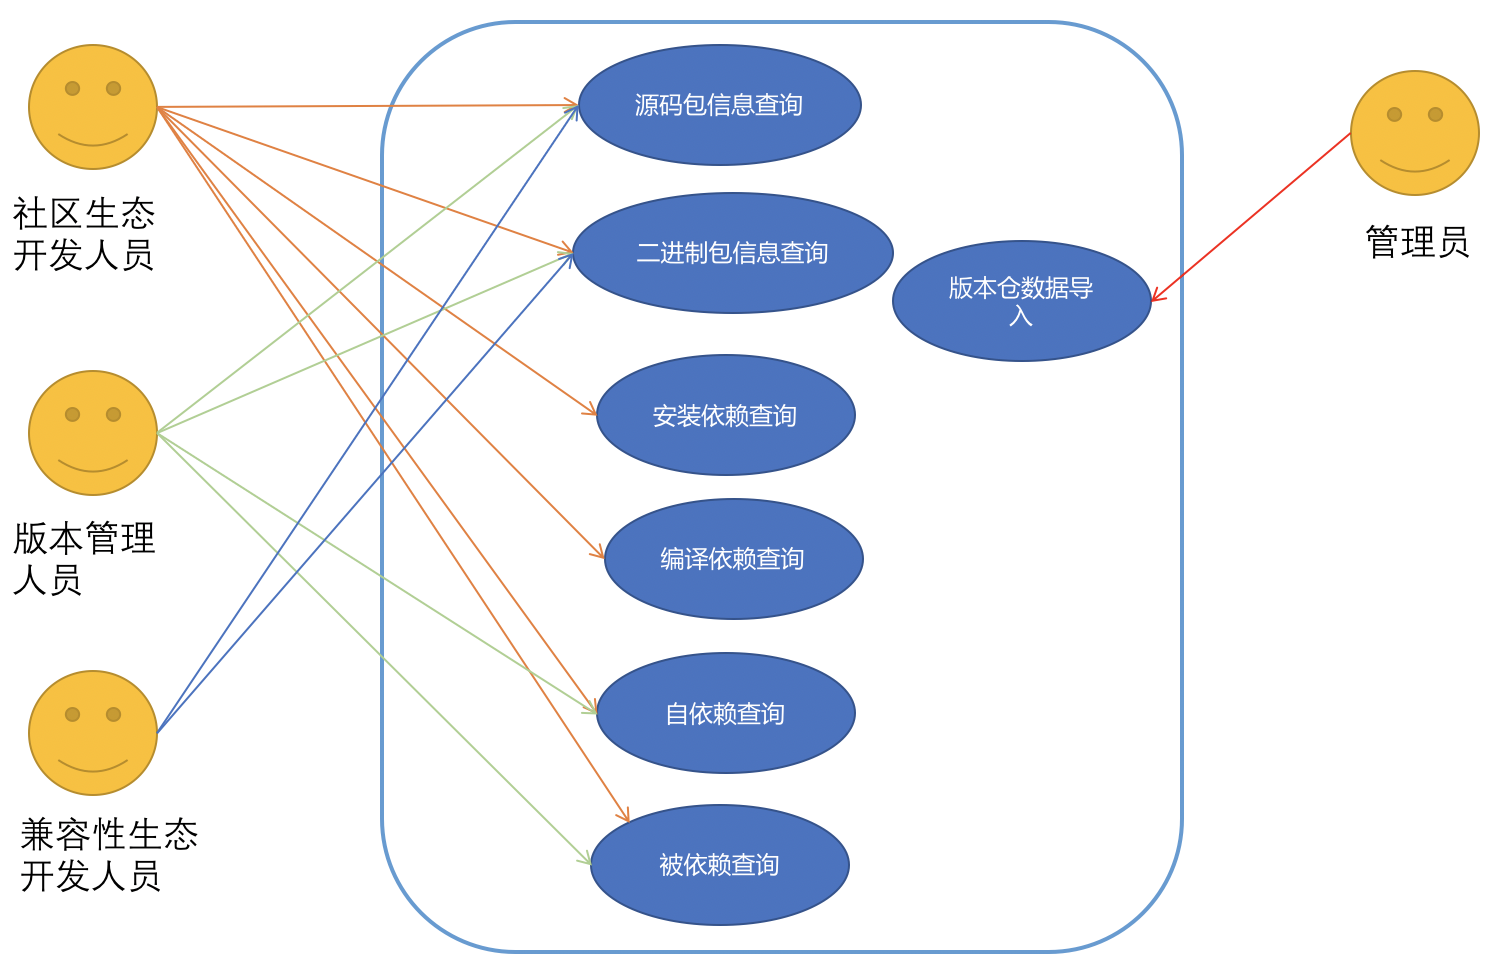 社区生态
开发人员
版本管理
人员
兼容性生态
开发人员
源码包信息查询
二进制包信息查询
安装依赖查询
编译依赖查询
自依赖查询
被依赖查询
版本仓数据导
入
管理员